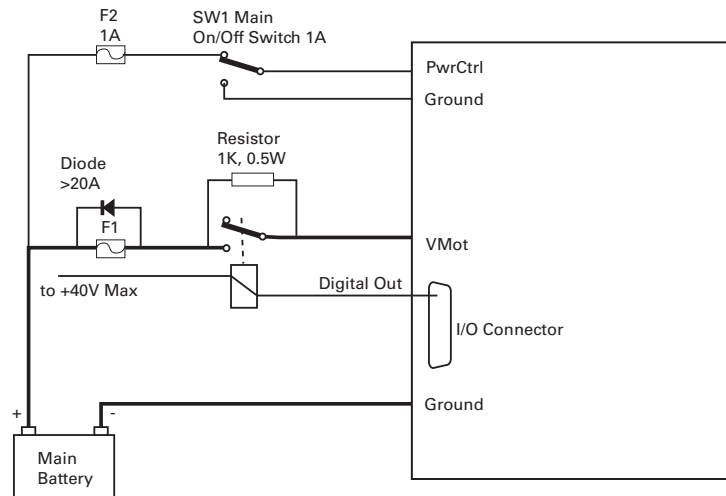 F2
1A
SW1 Main
On/Off Switch 1A
PwrCtrl
Ground
Resistor
1K, 0.5W
Diode
>20A
F1
VMot
to +40V Max
Digital Out
I/O Connector
Ground
+
-
Main
Battery